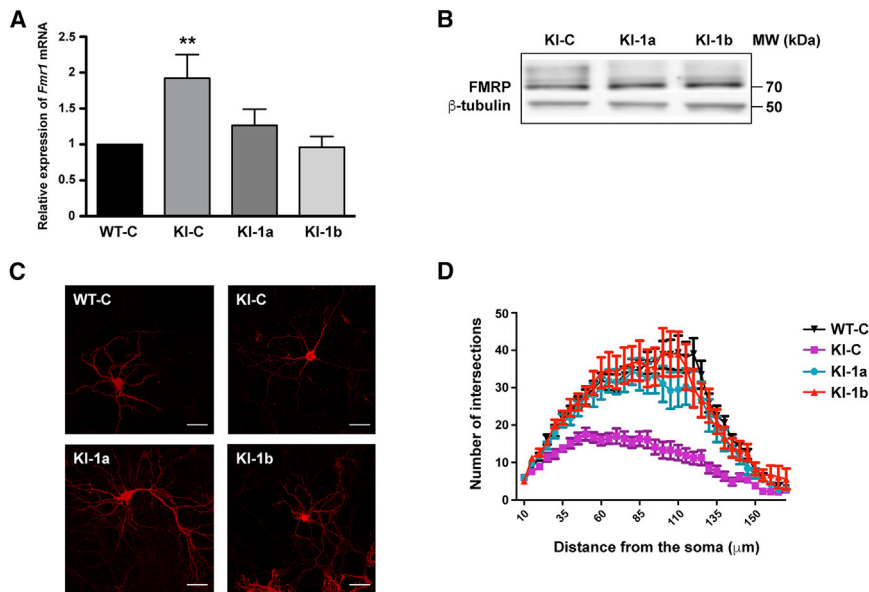 A
Relative expression of Fmr1 mRNA
2.5
2
1.5
1
0.5
0
**
WT-C KI-C KI-1a KI-1b
B
KI-C KI-1a KI-1b MW (kDa)
FMRP 70
β-tubulin 50
C
WT-C KI-C
KI-1a KI-1b
D
Number of intersections
50
40
30
20
10
0
10 35 60 85 110 135 150
Distance from the soma (μm)
WT-C
KI-C
KI-1a
KI-1b